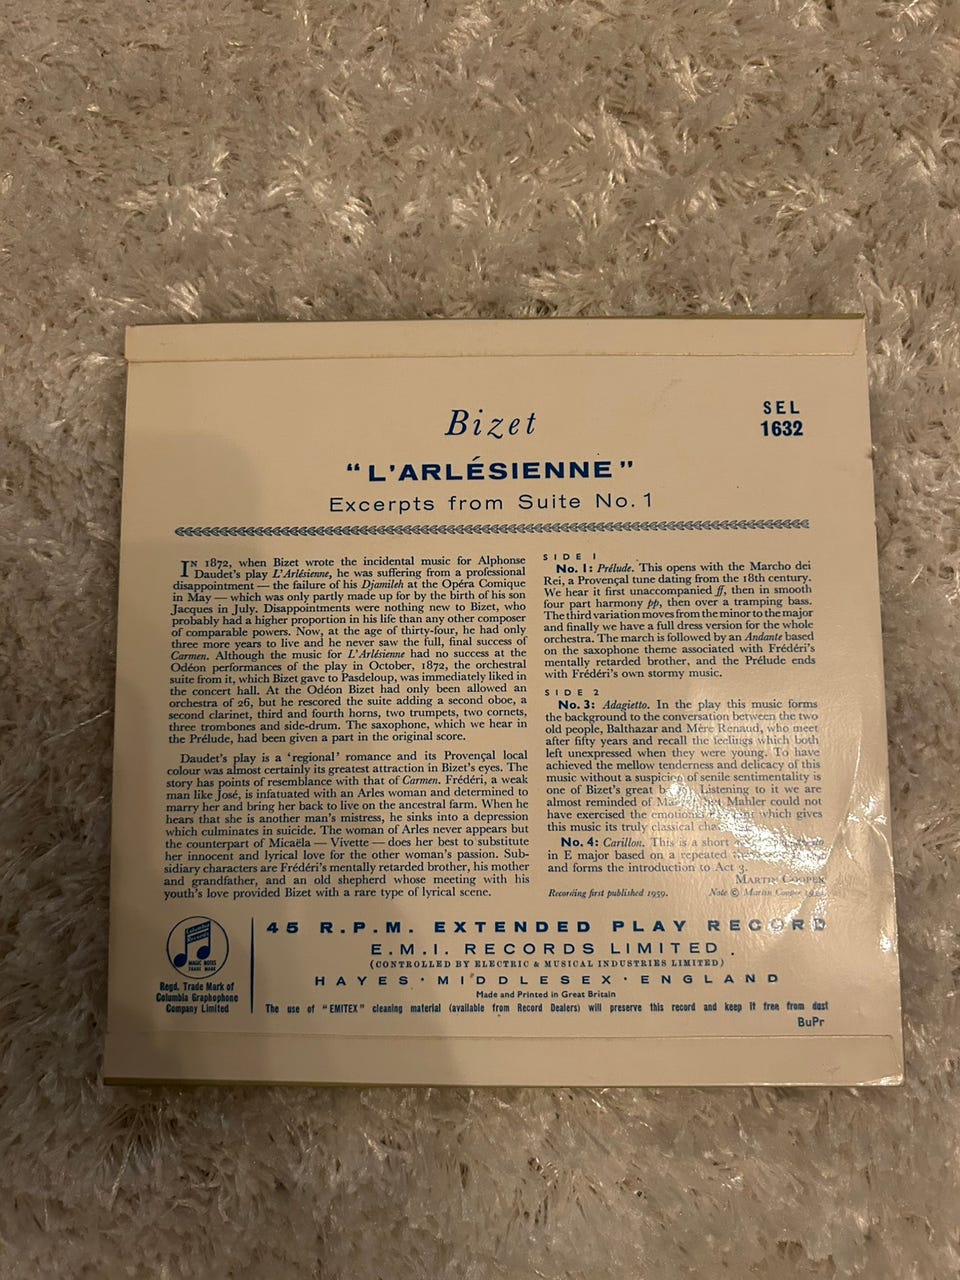 Bizet
SEL
1632
"L'ARLÉSIENNE"
Excerpts from Suite No. 1
IN 1872, when Bizet wrote the incidental music for Alphonse
Daudet's play L'Arlésienne, he was suffering from a professional
disappointment — the failure of his Djamileh at the Opéra Comique
in May — which was only partly made up for by the birth of his son
Jacques in July. Disappointments were nothing new to Bizet, who
probably had a higher proportion in his life than any other composer
of comparable powers. Now, at the age of thirty-four, he had only
three more years to live and he never saw the full, final success of
Carmen. Although the music for L'Arlésienne had no success at the
Odéon performances of the play in October, 1872, the orchestral
suite from it, which Bizet gave to Pasdeloup, was immediately liked in
the concert hall. At the Odéon Bizet had only been allowed an
orchestra of 26, but he rescored the suite adding a second oboe, a
second clarinet, third and fourth horns, two trumpets, two cornets,
three trombones and side-drum. The saxophone, which we hear in
the Prélude, had been given a part in the original score.
Daudet's play is a 'regional' romance and its Provençal local
colour was almost certainly its greatest attraction in Bizet's eyes. The
story has points of resemblance with that of Carmen. Frédéri, a weak
man like José, is infatuated with an Arles woman and determined to
marry her and bring her back to live on the ancestral farm. When he
hears that she is another man's mistress, he sinks into a depression
which culminates in suicide. The woman of Arles never appears but
the counterpart of Micaëla — Vivette — does her best to substitute
her innocent and lyrical love for the other woman's passion. Sub-
sidiary characters are Frédéri's mentally retarded brother, his mother
and grandfather, and an old shepherd whose meeting with his
youth's love provided Bizet with a rare type of lyrical scene.
SIDE 1
No. 1: Prélude. This opens with the Marcho dei
Rei, a Provençal tune dating from the 18th century.
We hear it first unaccompanied ff, then in smooth
four part harmony pp, then over a tramping bass.
The third variation moves from the minor to the major
and finally we have a full dress version for the whole
orchestra. The march is followed by an Andante based
on the saxophone theme associated with Frédéri's
mentally retarded brother, and the Prélude ends
with Frédéri's own stormy music.
SIDE 2
No. 3: Adagietto. In the play this music forms
the background to the conversation between the two
old people, Balthazar and Mère Renaud, who meet
after fifty years and recall the feelings which both
left unexpressed when they were young. To have
achieved the mellow tenderness and delicacy of this
music without a suspicion of senile sentimentality is
one of Bizet's great Listening to it we are
almost reminded of Mahler could not
have exercised the emotional which gives
this music its truly classical
No. 4: Carillon. This is a short
in E major based on a repeated
and forms the introduction to Act 3.
MARTIN COOPER
Recording first published 1959.
Note © Martin Cooper
Columbia
MAGIC NOTES
TRADE MARK
Regd. Trade Mark of
Columbia Graphophone
Company Limited
45 R.P.M. EXTENDED PLAY RECORD
E.M.I. RECORDS LIMITED
(CONTROLLED BY ELECTRIC & MUSICAL INDUSTRIES LIMITED)
HAYES · MIDDLESEX · ENGLAND
Made and Printed in Great Britain
The use of "EMITEX" cleaning material (available from Record Dealers) will preserve this record and keep it free from dust
BuPr